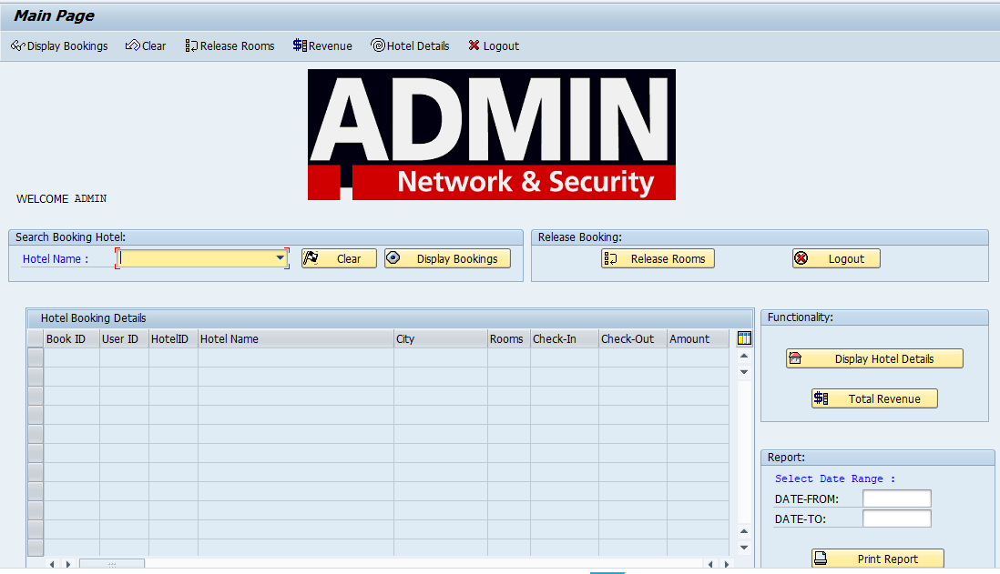 Main Page
Display Bookings Clear Release Rooms Revenue Hotel Details Logout
ADMIN
Network & Security
WELCOME ADMIN
Search Booking Hotel:
Hotel Name : Clear Display Bookings
Release Booking:
Release Rooms Logout
Hotel Booking Details
Book ID User ID HotelID Hotel Name City Rooms Check-In Check-Out Amount
Functionality:
Display Hotel Details
Total Revenue
Report:
Select Date Range :
DATE-FROM:
DATE-TO:
Print Report